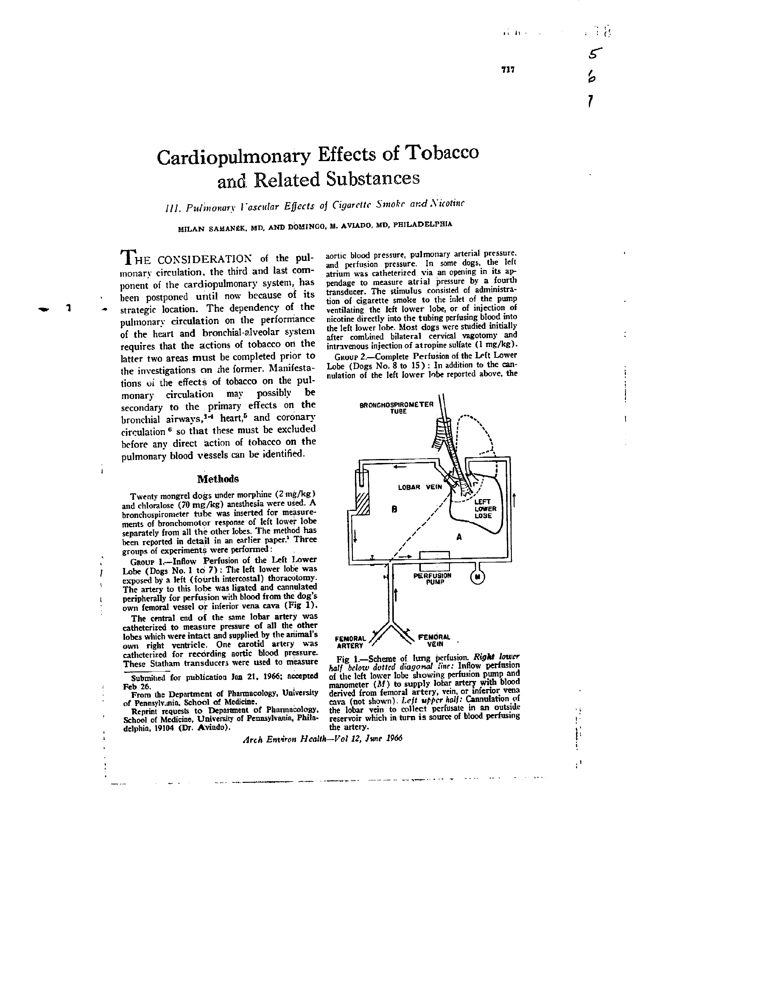 5
737
6
1
Cardiopulmonary Effects of Tobacco
and Related Substances
III. Pulmonary Vascular Effects of Cigarette Smoke and Nicotine
MILAN SAMANEK, MD, AND DOMINGO, M. AVIADO, MD, PHILADELPHIA
THE CONSIDERATION of the pul-
monary circulation, the third and last com-
ponent of the cardiopulmonary system, has
been postponed until now because of its
strategic location. The dependency of the
pulmonary circulation on the performance
of the heart and bronchial-alveolar system
requires that the actions of tobacco on the
latter two areas must be completed prior to
the investigations on the former. Manifesta-
tions of the effects of tobacco on the pul-
monary circulation may possibly be
secondary to the primary effects on the
bronchial airways,¹⁻⁴ heart,⁵ and coronary
circulation ⁶ so that these must be excluded
before any direct action of tobacco on the
pulmonary blood vessels can be identified.
Methods
Twenty mongrel dogs under morphine (2 mg/kg)
and chloralose (70 mg/kg) anesthesia were used. A
bronchospirometer tube was inserted for measure-
ments of bronchomotor response of left lower lobe
separately from all the other lobes. The method has
been reported in detail in an earlier paper.¹ Three
groups of experiments were performed:
GROUP 1.—Inflow Perfusion of the Left Lower
Lobe (Dogs No. 1 to 7): The left lower lobe was
exposed by a left (fourth intercostal) thoracotomy.
The artery to this lobe was ligated and cannulated
peripherally for perfusion with blood from the dog's
own femoral vessel or inferior vena cava (Fig 1).
The central end of the same lobar artery was
catheterized to measure pressure of all the other
lobes which were intact and supplied by the animal's
own right ventricle. One carotid artery was
catheterized for recording aortic blood pressure.
These Statham transducers were used to measure
Submitted for publication Jan 21, 1966; accepted
Feb 26.
From the Department of Pharmacology, University
of Pennsylvania, School of Medicine.
Reprint requests to Department of Pharmacology,
School of Medicine, University of Pennsylvania, Phila-
delphia, 19104 (Dr. Aviado).
aortic blood pressure, pulmonary arterial pressure,
and perfusion pressure. In some dogs, the left
atrium was catheterized via an opening in its ap-
pendage to measure atrial pressure by a fourth
transducer. The stimulus consisted of administra-
tion of cigarette smoke to the inlet of the pump
ventilating the left lower lobe, or of injection of
nicotine directly into the tubing perfusing blood into
the left lower lobe. Most dogs were studied initially
after combined bilateral cervical vagotomy and
intravenous injection of atropine sulfate (1 mg/kg).
GROUP 2.—Complete Perfusion of the Left Lower
Lobe (Dogs No. 8 to 15): In addition to the can-
nulation of the left lower lobe reported above, the
BRONCHOSPIROMETER
TUBE
LOBAR VEIN
LEFT
LOWER
LOBE
B
A
PERFUSION
PUMP
M
FEMORAL
ARTERY
FEMORAL
VEIN
Fig 1.—Scheme of lung perfusion. Right lower
half below dotted diagonal line: Inflow perfusion
of the left lower lobe showing perfusion pump and
manometer (M) to supply lobar artery with blood
derived from femoral artery, vein, or inferior vena
cava (not shown). Left upper half: Cannulation of
the lobar vein to collect perfusate in an outside
reservoir which in turn is source of blood perfusing
the artery.
Arch Environ Health—Vol 12, June 1966